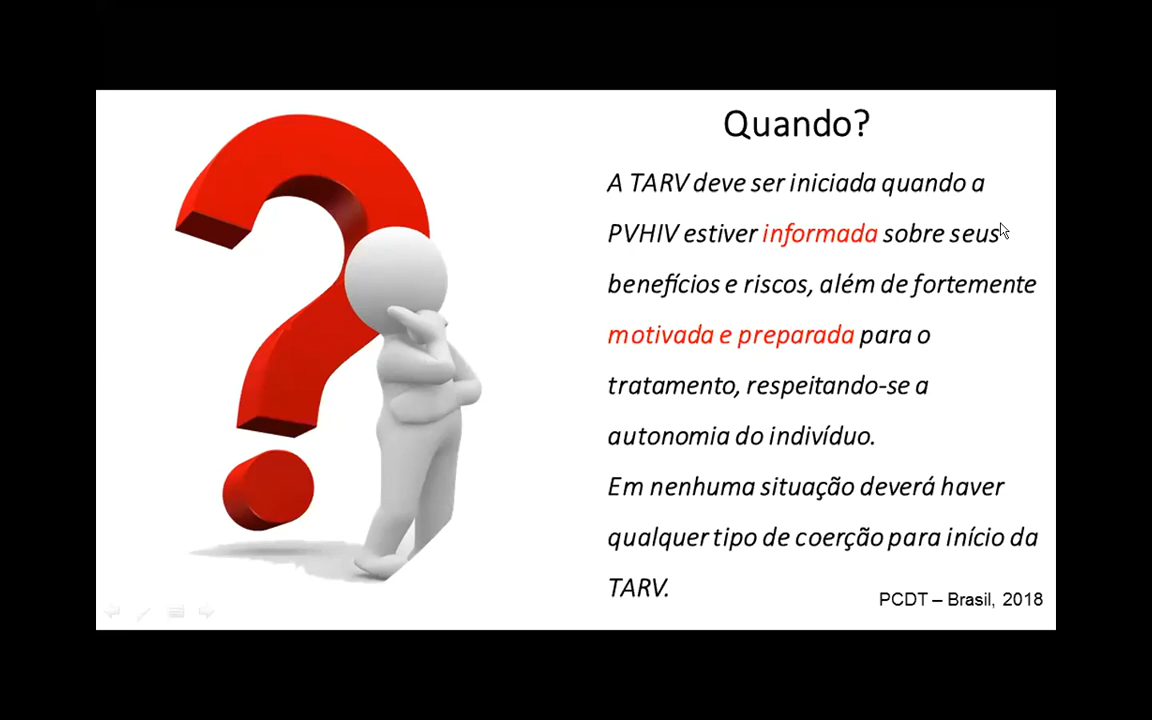 Quando?
A TARV deve ser iniciada quando a
PVHIV estiver informada sobre seus
benefícios e riscos, além de fortemente
motivada e preparada para o
tratamento, respeitando-se a
autonomia do indivíduo.
Em nenhuma situação deverá haver
qualquer tipo de coerção para início da
TARV.
PCDT – Brasil, 2018